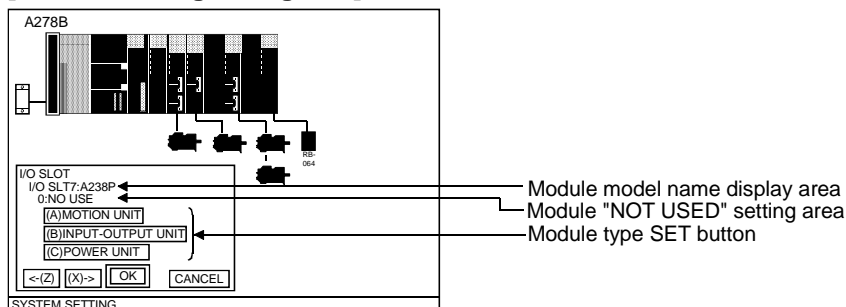 A278B
RB-
064
I/O SLOT
I/O SLT7:A238P
0:NO USE
(A)MOTION UNIT
(B)INPUT-OUTPUT UNIT
(C)POWER UNIT
<-(Z) (X)-> OK CANCEL
SYSTEM SETTING
Module model name display area
Module "NOT USED" setting area
Module type SET button